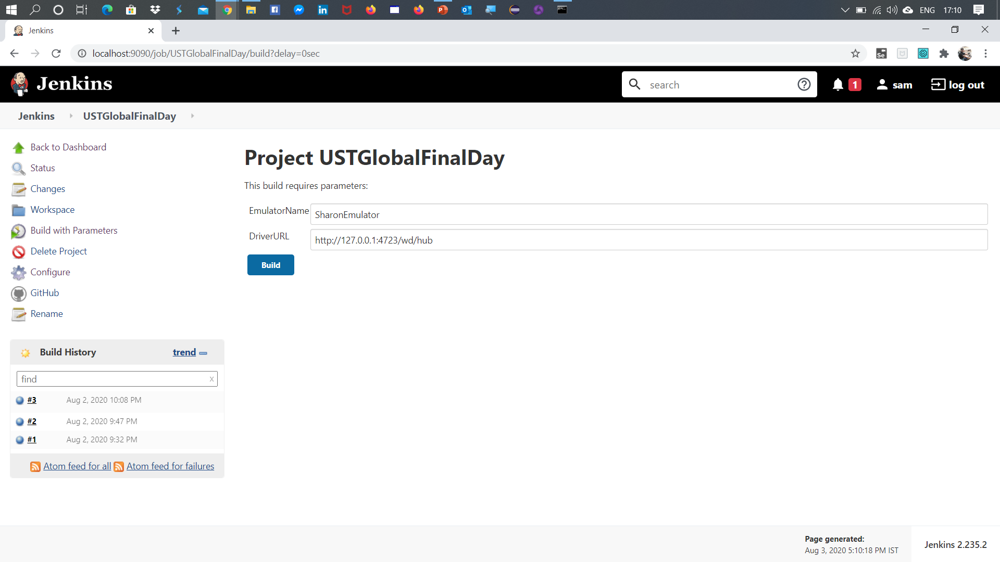 ENG 17:10
Jenkins
localhost:9090/job/USTGlobalFinalDay/build?delay=0sec
Se
Jenkins
search
1
sam
log out
Jenkins
USTGlobalFinalDay
Back to Dashboard
Status
Changes
Workspace
Build with Parameters
Delete Project
Configure
GitHub
Rename
Project USTGlobalFinalDay
This build requires parameters:
EmulatorName SharonEmulator
DriverURL http://127.0.0.1:4723/wd/hub
Build
Build History trend
find x
#3 Aug 2, 2020 10:08 PM
#2 Aug 2, 2020 9:47 PM
#1 Aug 2, 2020 9:32 PM
Atom feed for all Atom feed for failures
Page generated:
Aug 3, 2020 5:10:18 PM IST
Jenkins 2.235.2